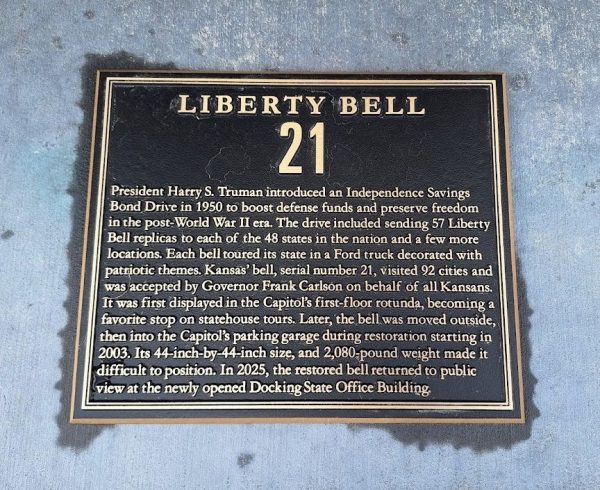 LIBERTY BELL
21
President Harry S. Truman introduced an Independence Savings
Bond Drive in 1950 to boost defense funds and preserve freedom
in the post-World War II era. The drive included sending 57 Liberty
Bell replicas to each of the 48 states in the nation and a few more
locations. Each bell toured its state in a Ford truck decorated with
patriotic themes. Kansas’ bell, serial number 21, visited 92 cities and
was accepted by Governor Frank Carlson on behalf of all Kansans.
It was first displayed in the Capitol’s first-floor rotunda, becoming a
favorite stop on statehouse tours. Later, the bell was moved outside,
then into the Capitol’s parking garage during restoration starting in
2003. Its 44-inch-by-44-inch size, and 2,080-pound weight made it
difficult to position. In 2025, the restored bell returned to public
view at the newly opened Docking State Office Building.